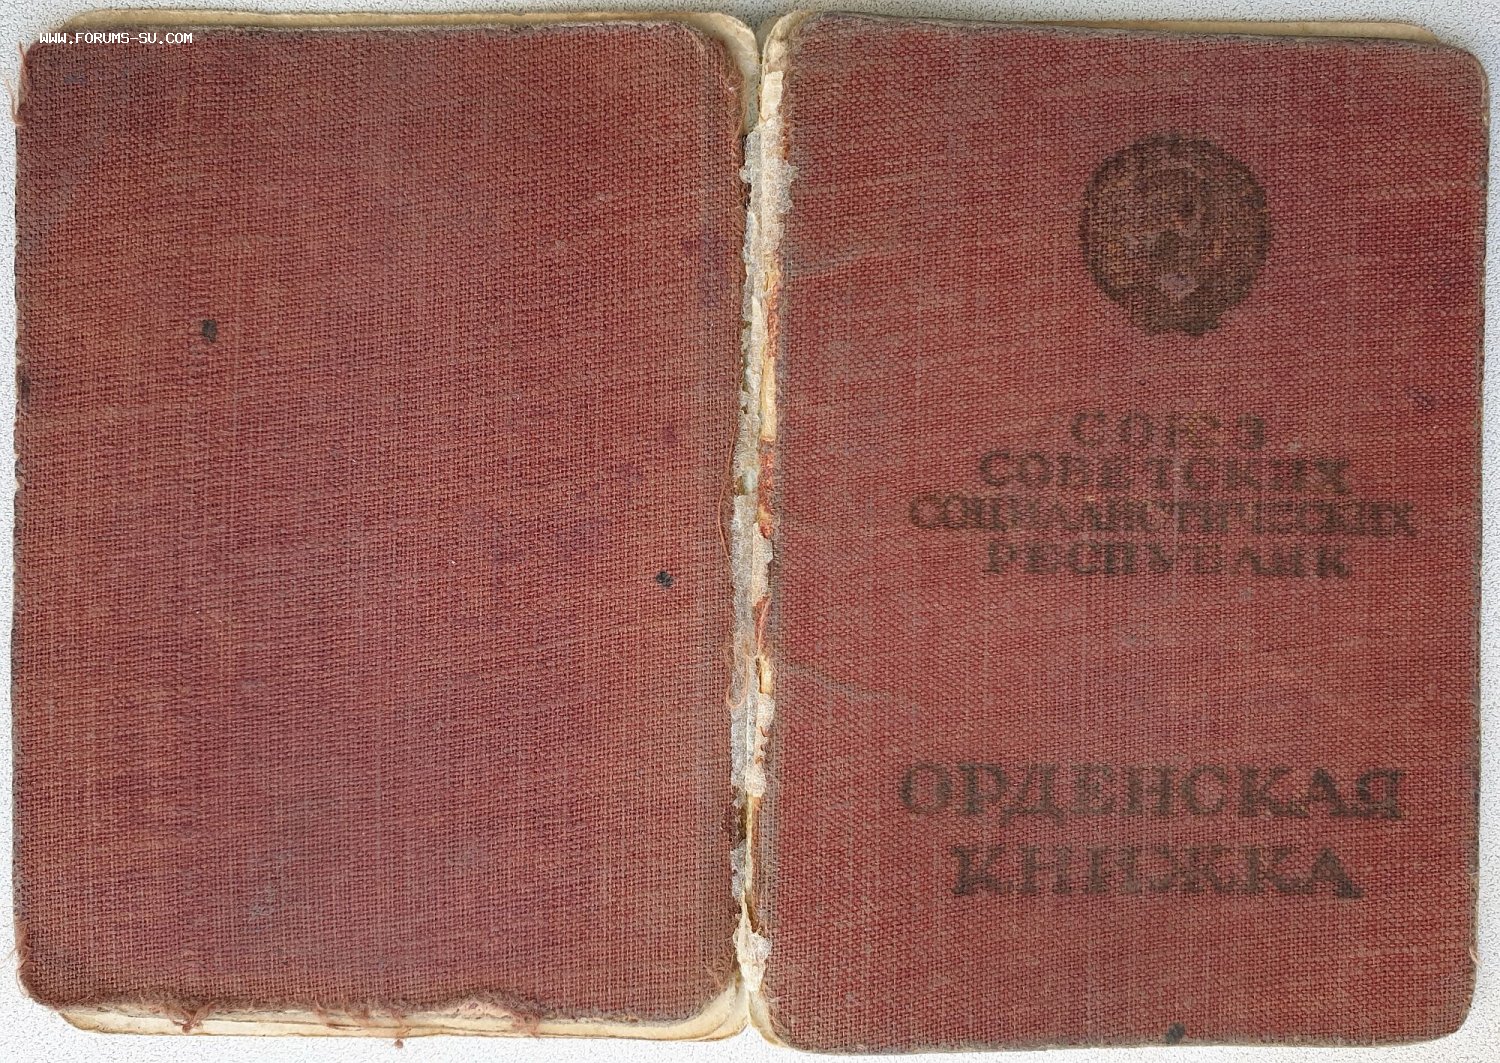 WWW.FORUMS-SU.COM
СОЮЗ
СОВЕТСКИХ
СОЦИАЛИСТИЧЕСКИХ
РЕСПУБЛИК
ОРДЕНСКАЯ
КНИЖКА